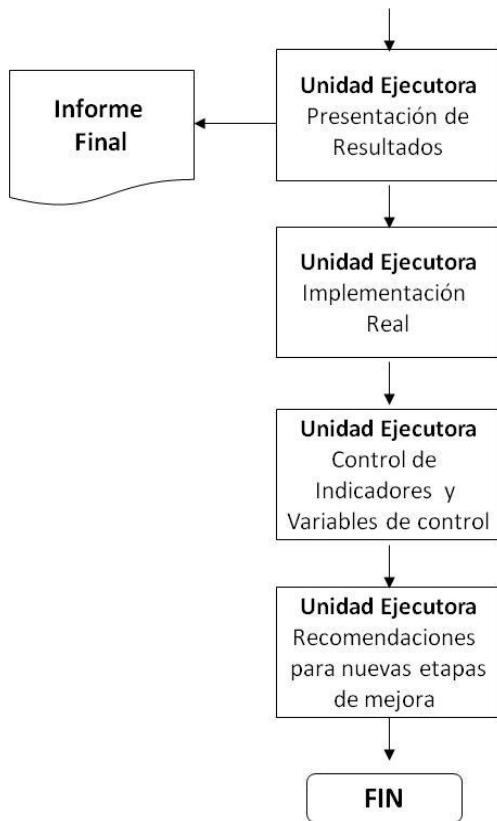 Unidad Ejecutora
Presentación de
Resultados
Informe
Final
Unidad Ejecutora
Implementación
Real
Unidad Ejecutora
Control de
Indicadores y
Variables de control
Unidad Ejecutora
Recomendaciones
para nuevas etapas
de mejora
FIN